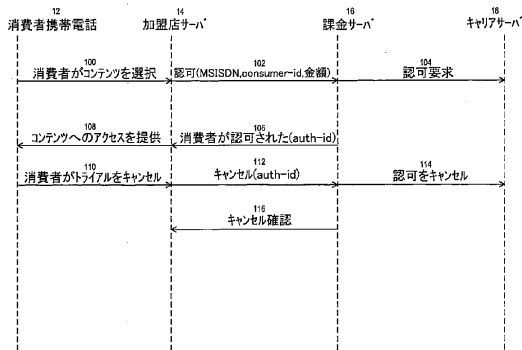 12
消費者携帯電話
14
加盟店サーバ
16
課金サーバ
18
キャリアサーバ
100
消費者がコンテンツを選択
102
認可(MSISDN,consumer-id,金額)
104
認可要求
108
コンテンツへのアクセスを提供
106
消費者が認可された(auth-id)
110
消費者がトライアルをキャンセル
112
キャンセル(auth-id)
114
認可をキャンセル
116
キャンセル確認